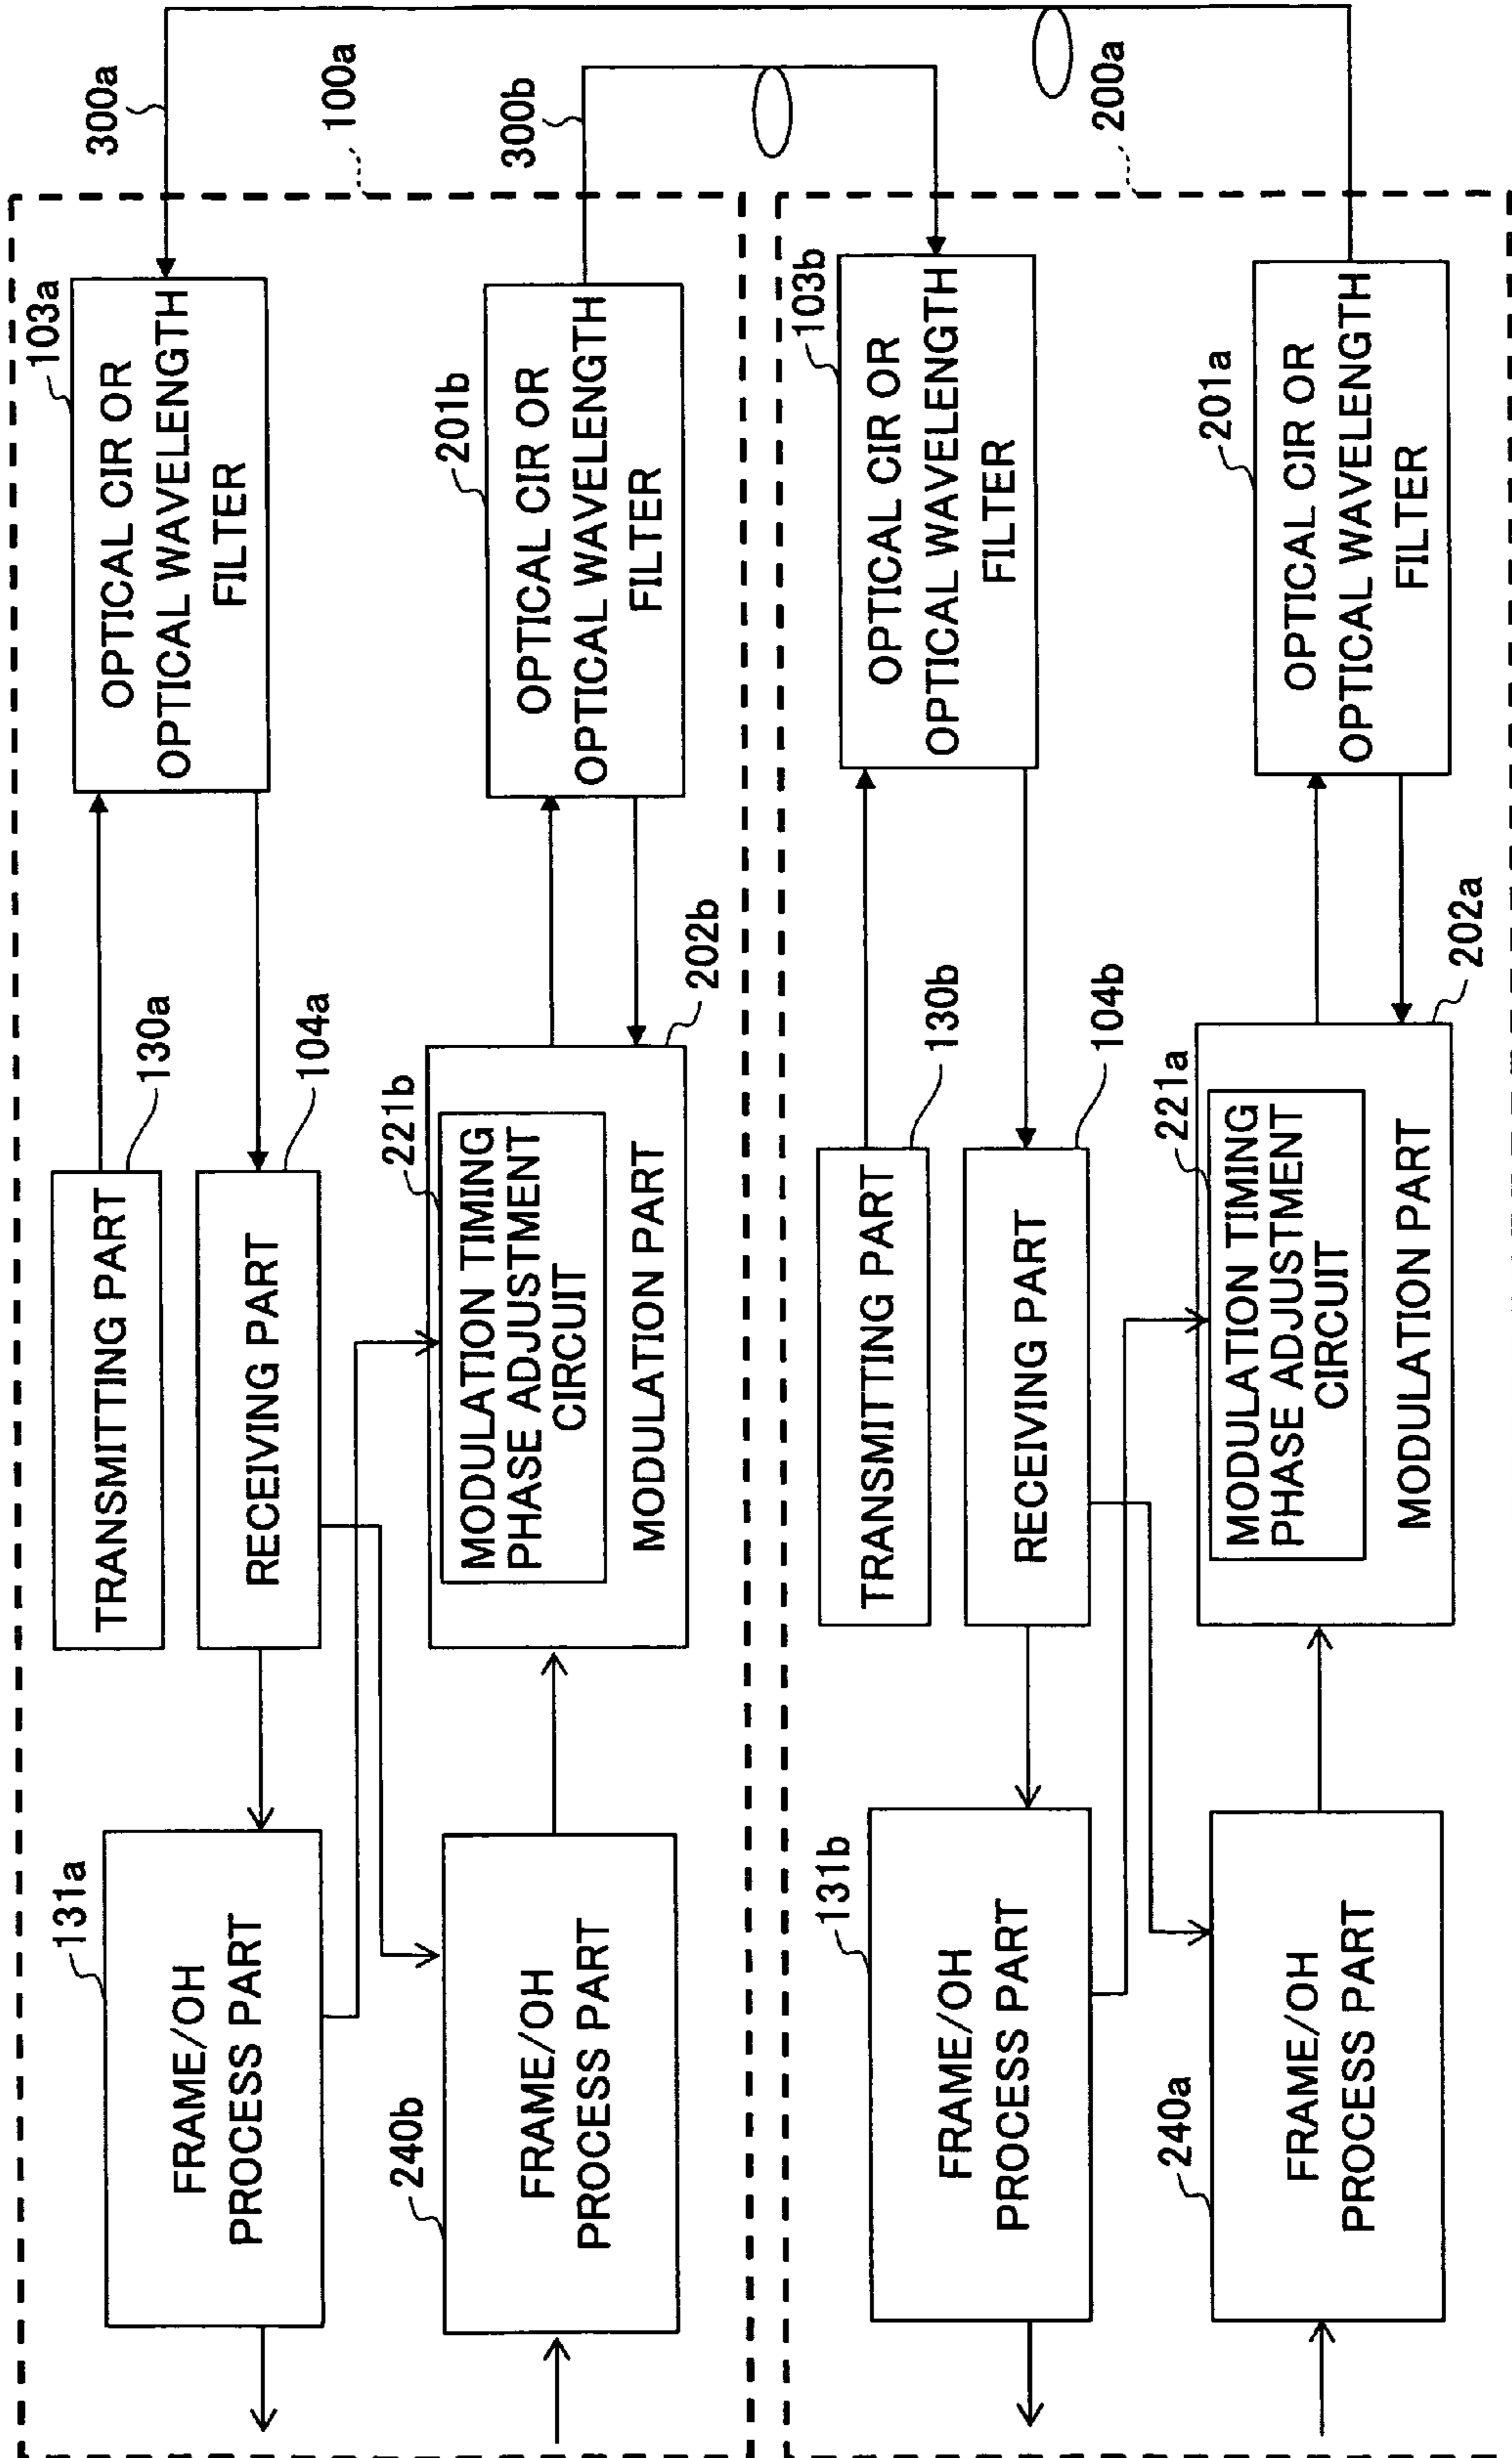 300a
100a
300b
200a
103a
OPTICAL CIR OR
OPTICAL WAVELENGTH
FILTER
201b
OPTICAL CIR OR
OPTICAL WAVELENGTH
FILTER
103b
OPTICAL CIR OR
OPTICAL WAVELENGTH
FILTER
201a
OPTICAL CIR OR
OPTICAL WAVELENGTH
FILTER
130a
TRANSMITTING PART
104a
RECEIVING PART
202b
221b
MODULATION TIMING
PHASE ADJUSTMENT
CIRCUIT
MODULATION PART
130b
TRANSMITTING PART
104b
RECEIVING PART
202a
221a
MODULATION TIMING
PHASE ADJUSTMENT
CIRCUIT
MODULATION PART
131a
FRAME/OH
PROCESS PART
240b
FRAME/OH
PROCESS PART
131b
FRAME/OH
PROCESS PART
240a
FRAME/OH
PROCESS PART